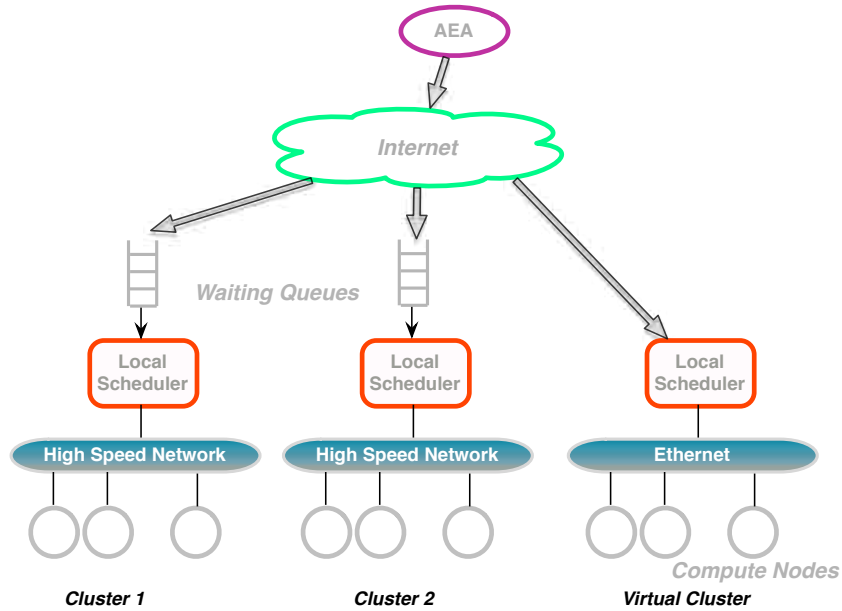 AEA
Internet
Waiting Queues
Local
Scheduler
Local
Scheduler
Local
Scheduler
High Speed Network
High Speed Network
Ethernet
Compute Nodes
Cluster 1
Cluster 2
Virtual Cluster